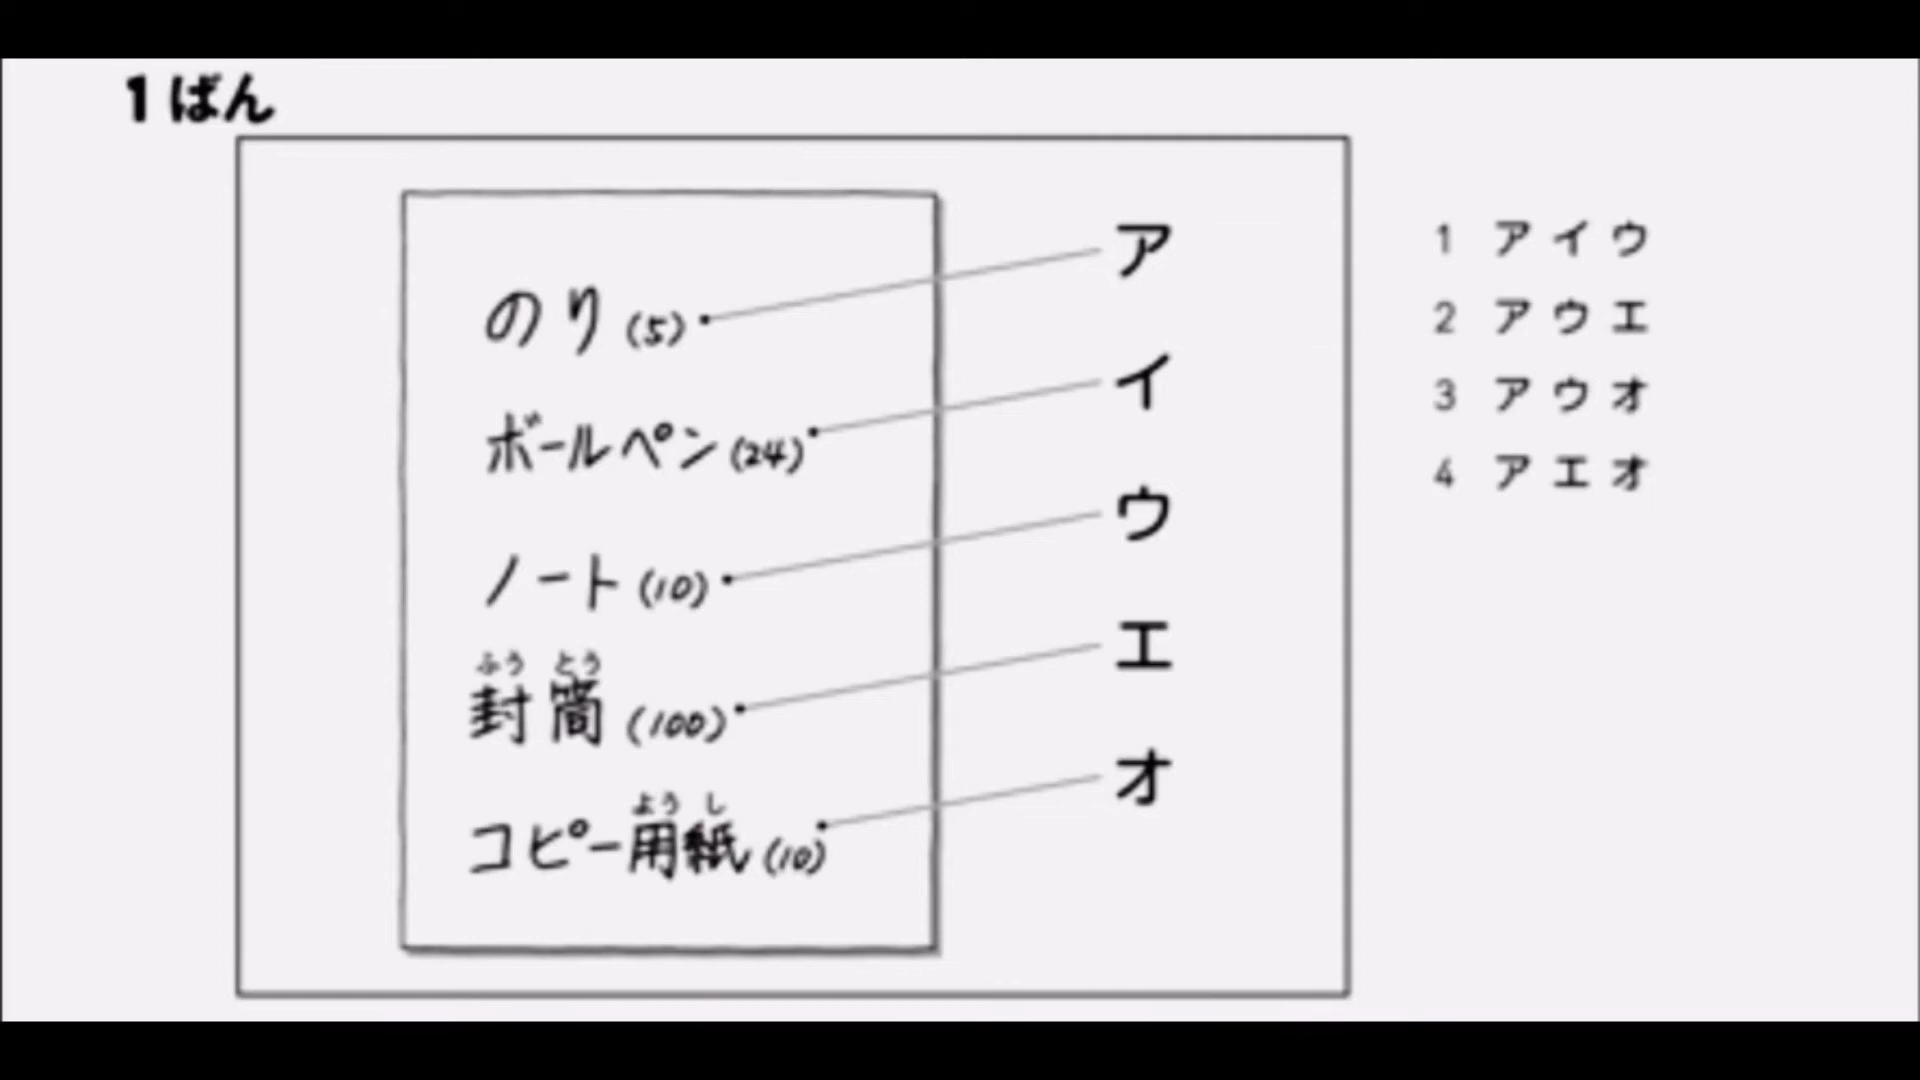 1ばん
のり(5) ア
ボールペン(24) イ
ノート(10) ウ
ふうとう
封筒(100) エ
ようし
コピー用紙(10) オ
1 アイウ
2 アウエ
3 アウオ
4 アエオ